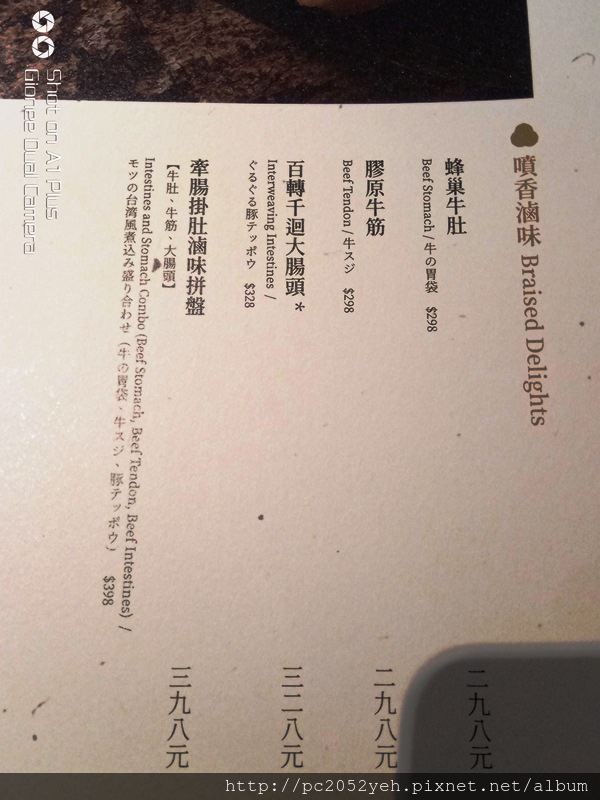 噴香滷味 Braised Delights
蜂巢牛肚
二九八元
Beef Stomach / 牛の胃袋 $298
膠原牛筋
二九八元
Beef Tendon / 牛スジ $298
百轉千迴大腸頭*
三二八元
Interweaving Intestines /
くゆくゆ豚テッポウ $328
牽腸掛肚滷味拼盤
三九八元
【牛肚、牛筋、大腸頭】
Intestines and Stomach Combo (Beef Stomach, Beef Tendon, Beef Intestines) /
モツの台湾風煮込み盛り合わせ (牛の胃袋、牛スジ、豚テッポウ) $398
Shot on A1 Plus
Gionee Dual Camera
http://pc2052yeh.pixnet.net/album